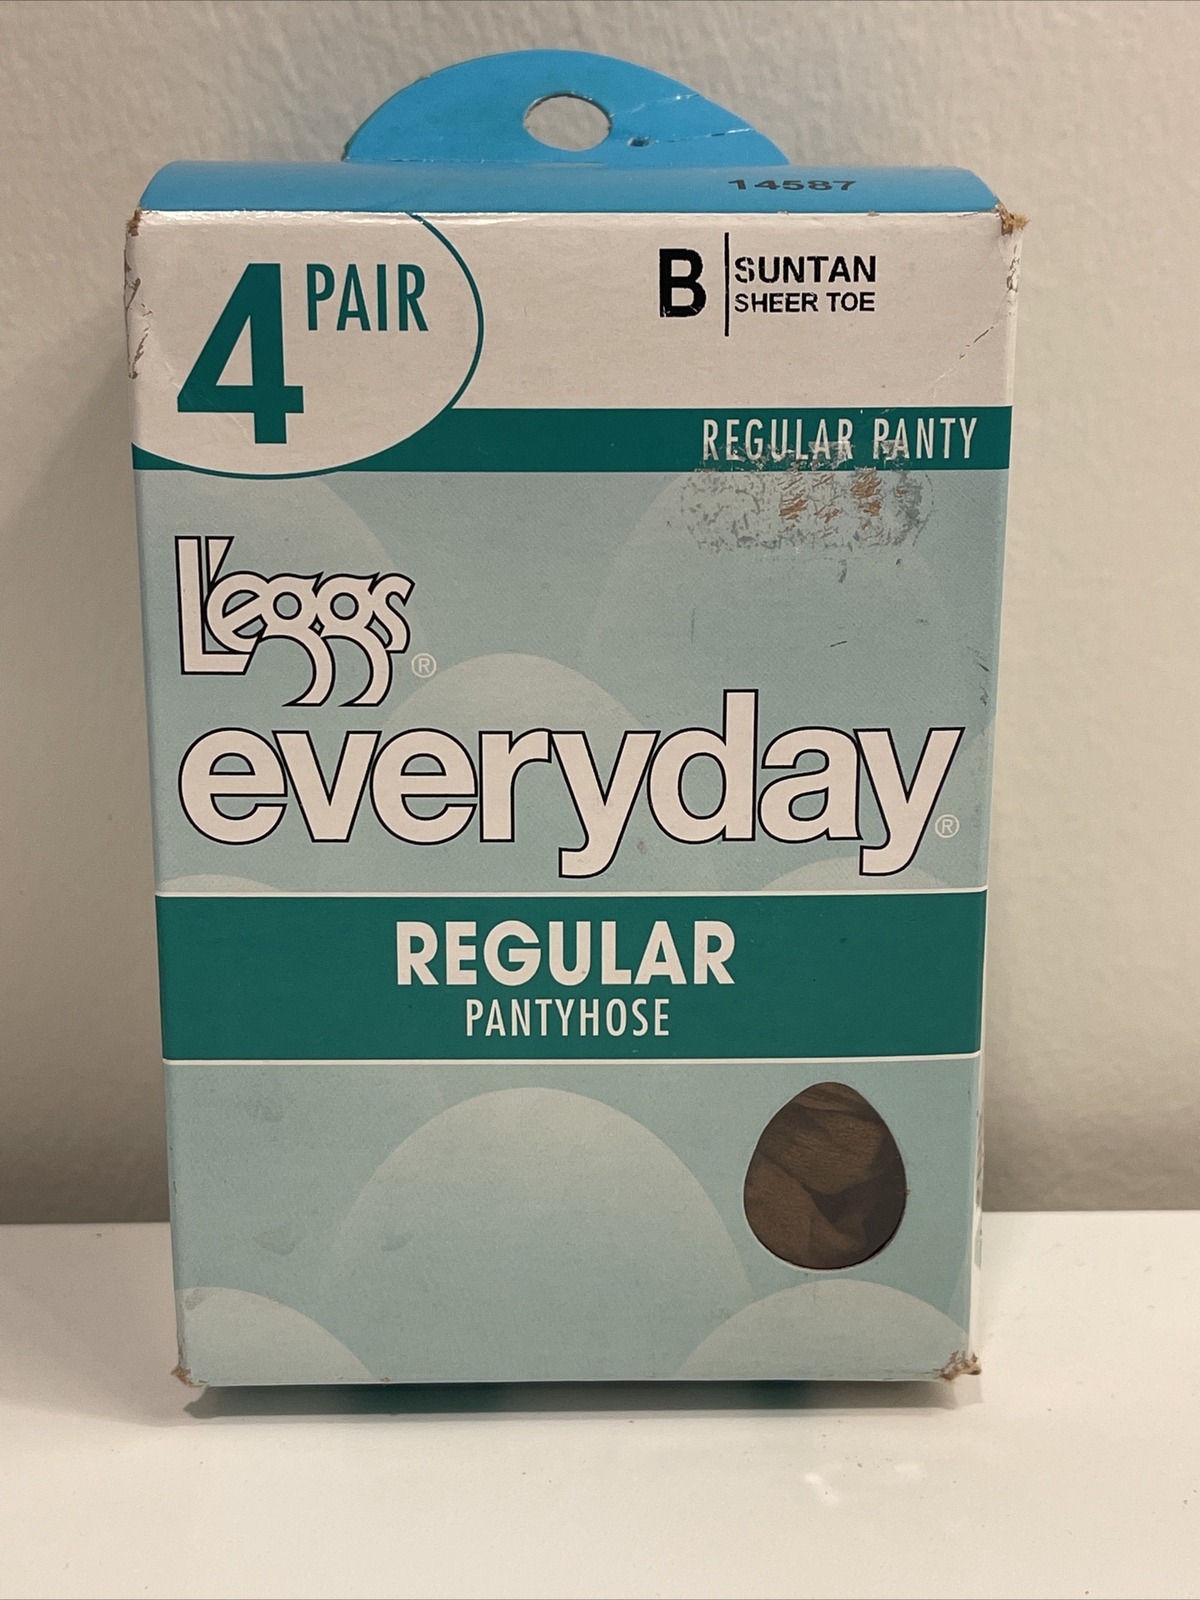 14587
4 PAIR
B
SUNTAN
SHEER TOE
REGULAR PANTY
L'eggs®
everyday®
REGULAR
PANTYHOSE